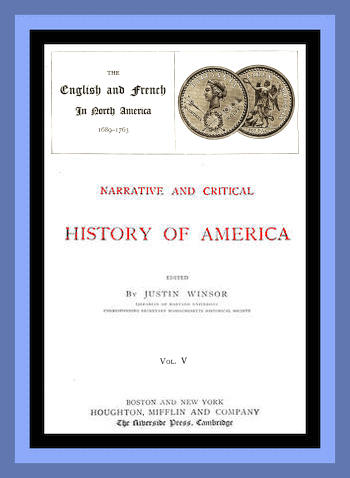 THE
English and French
In North America
1689-1763
NARRATIVE AND CRITICAL
HISTORY OF AMERICA
EDITED
BY JUSTIN WINSOR
LIBRARIAN OF HARVARD UNIVERSITY
CORRESPONDING SECRETARY MASSACHUSETTS HISTORICAL SOCIETY
VOL. V
BOSTON AND NEW YORK
HOUGHTON, MIFFLIN AND COMPANY
The Riverside Press, Cambridge